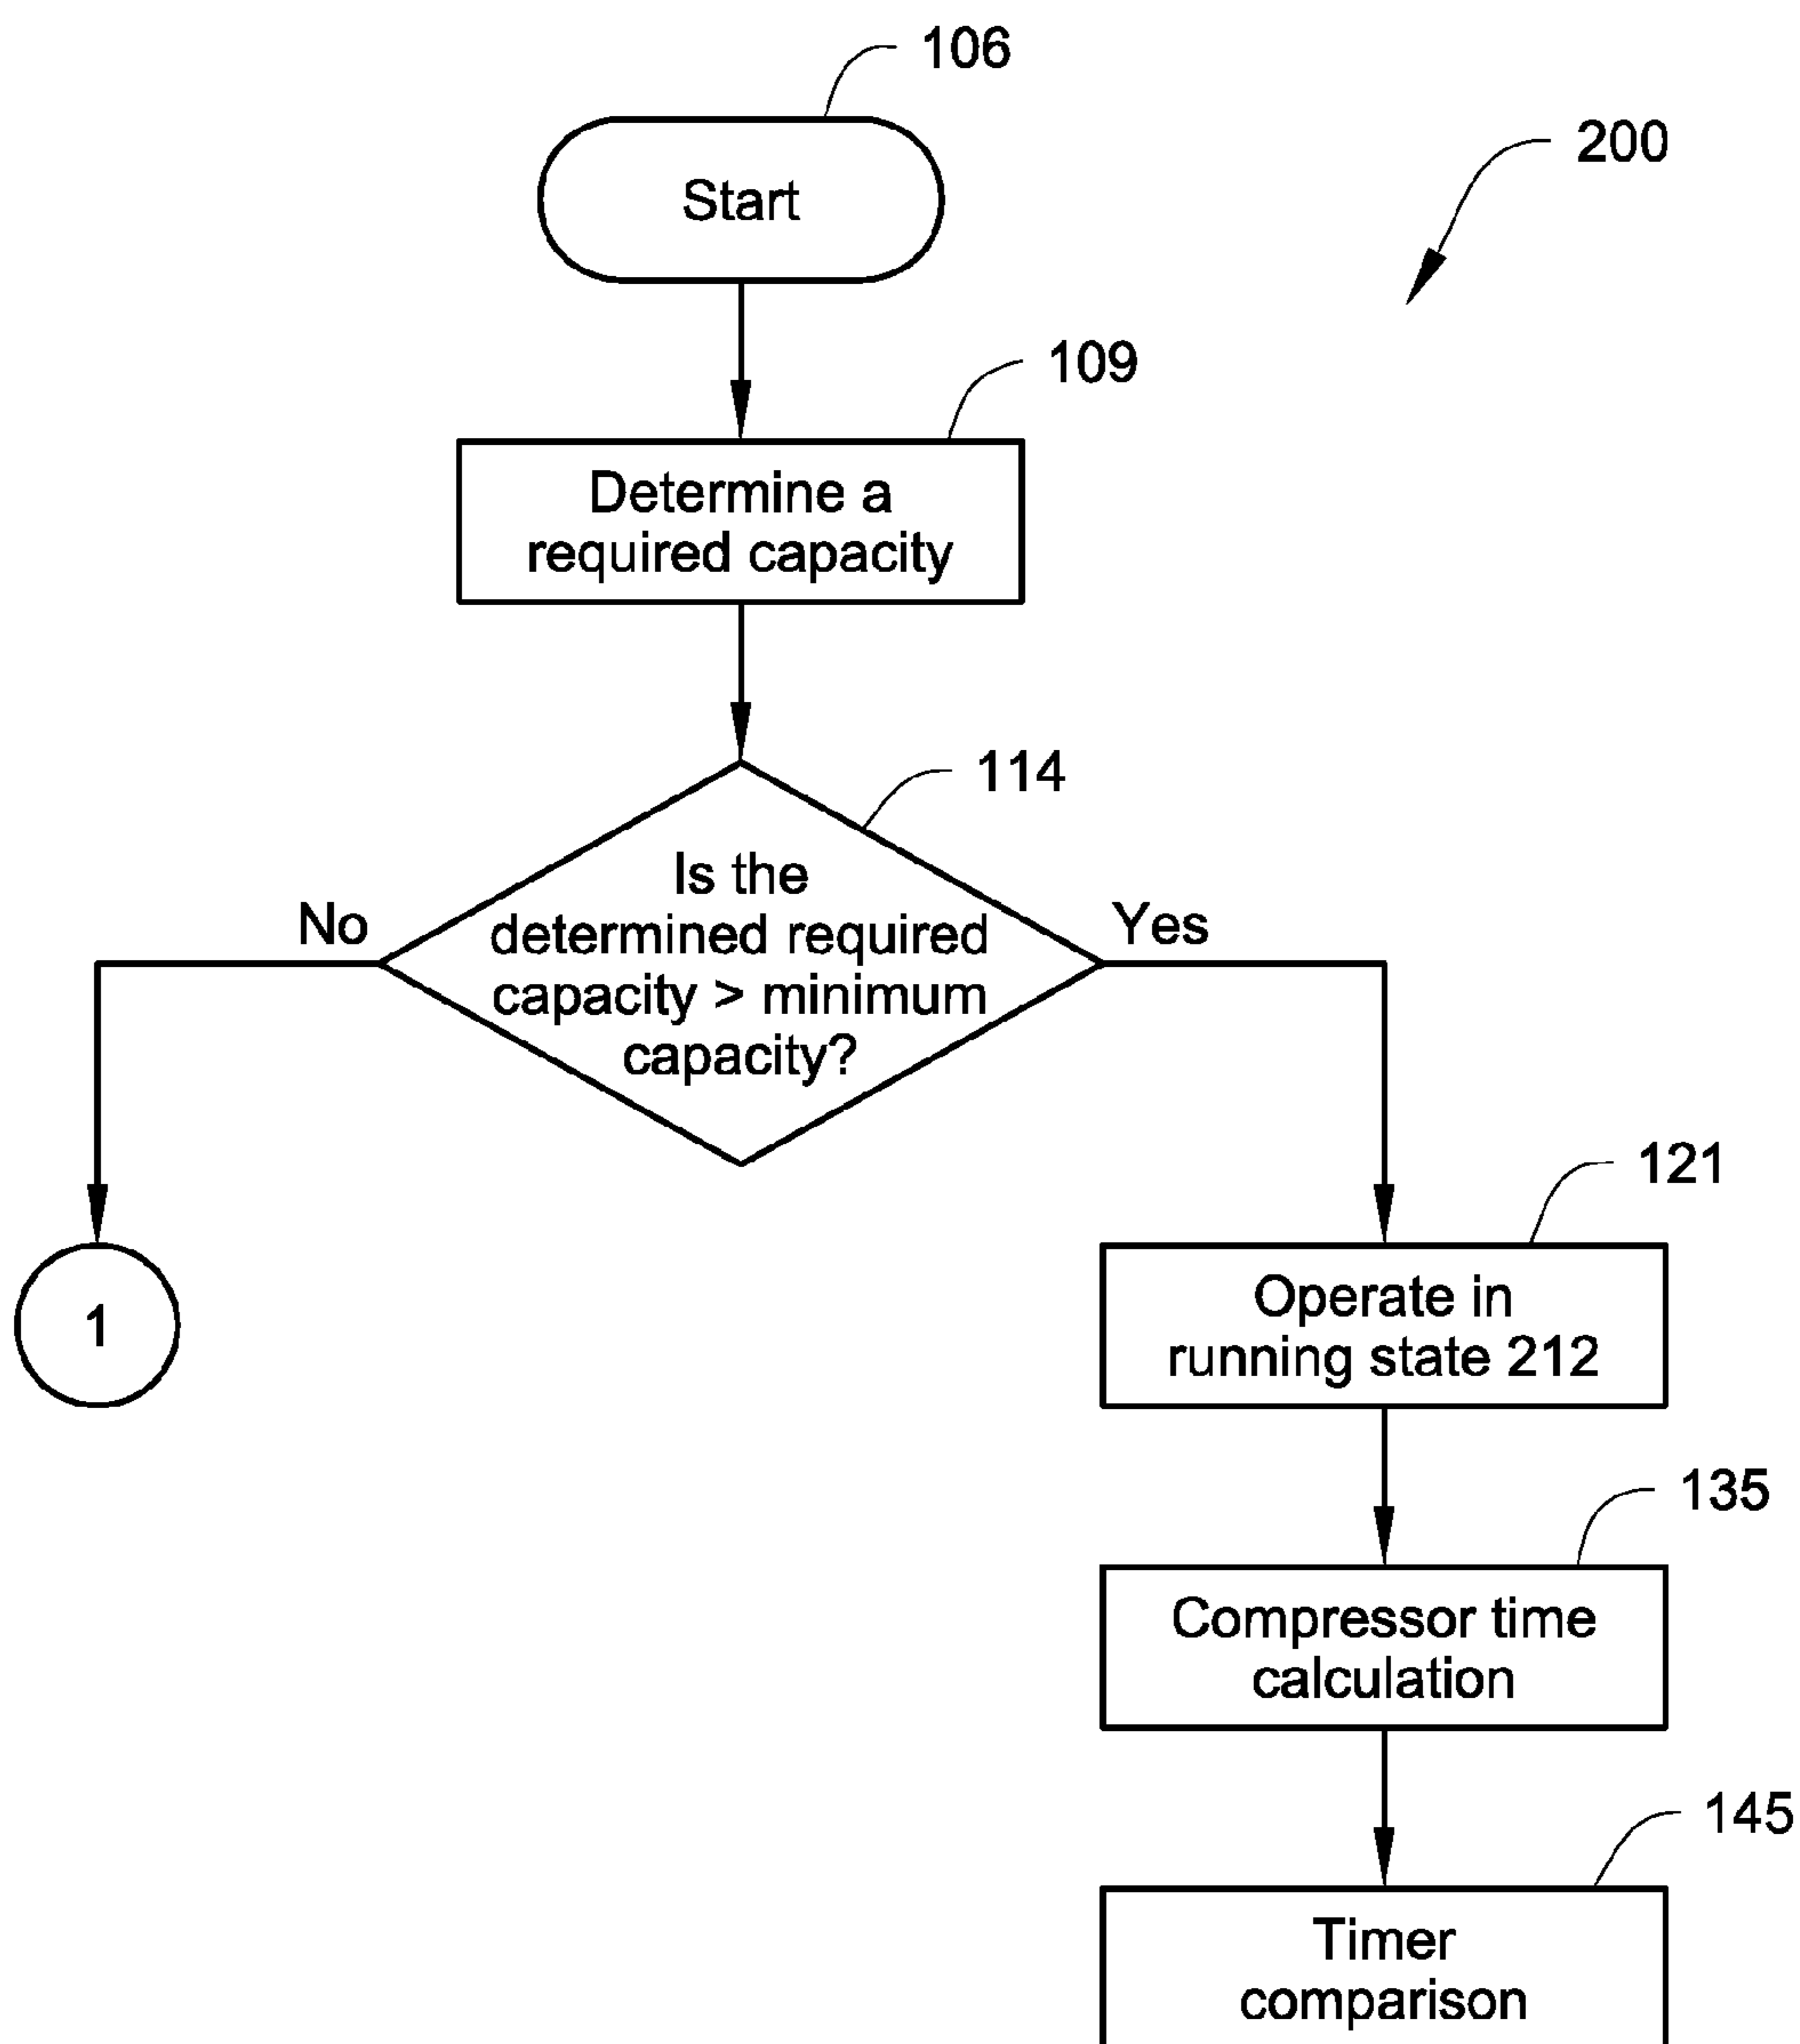 106
200
Start
109
Determine a
required capacity
114
Is the
determined required
capacity > minimum
capacity?
No
Yes
121
1
Operate in
running state 212
135
Compressor time
calculation
145
Timer
comparison